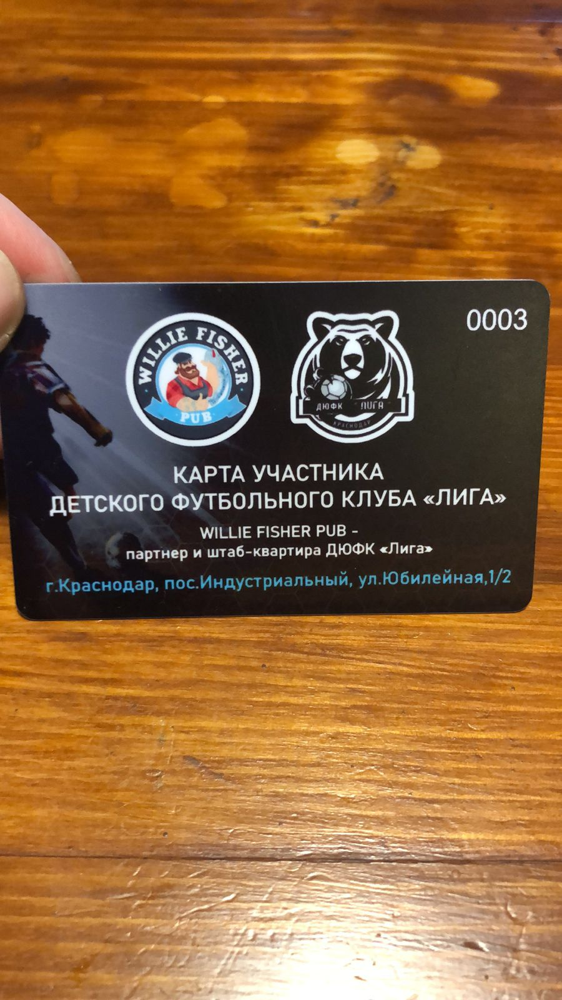 0003
WILLIE FISHER
PUB
ДЮФК ЛИГА
КРАСНОДАР
КАРТА УЧАСТНИКА
ДЕТСКОГО ФУТБОЛЬНОГО КЛУБА «ЛИГА»
WILLIE FISHER PUB -
партнер и штаб-квартира ДЮФК «Лига»
г.Краснодар, пос.Индустриальный, ул.Юбилейная,1/2